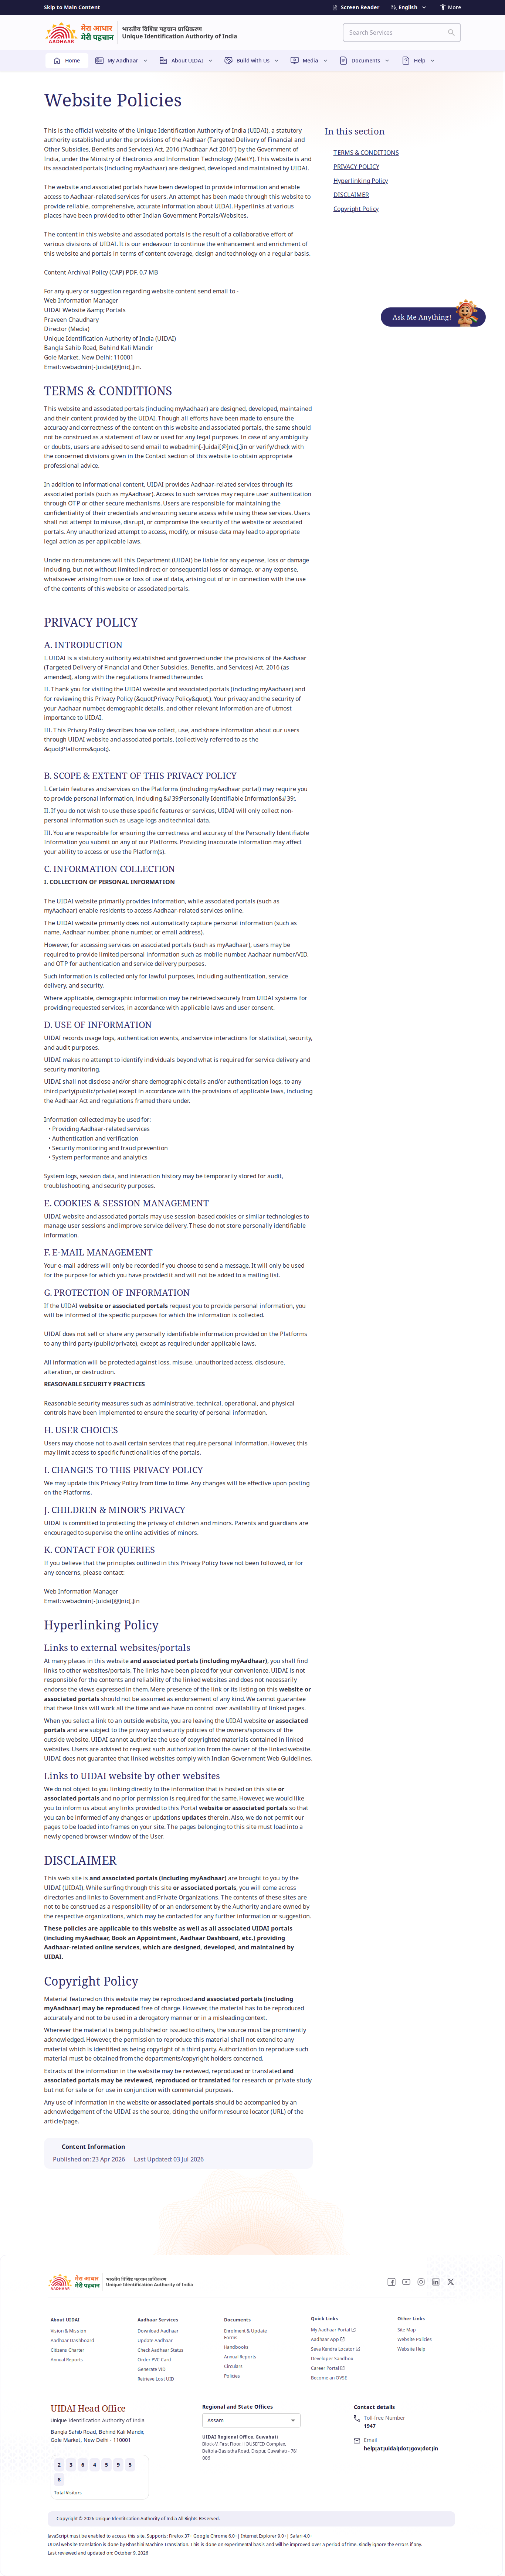 Skip to Main Content
Screen Reader
English
More
मेरा आधार
मेरी पहचान
भारतीय विशिष्ट पहचान प्राधिकरण
Unique Identification Authority of India
Search Services
Home
My Aadhaar
About UIDAI
Build with Us
Media
Documents
Help
Website Policies
This is the official website of the Unique Identification Authority of India (UIDAI), a statutory
authority established under the Aadhaar (Targeted Delivery of Financial and
Other Subsidies, Benefits and Services) Act, 2016 (“Aadhaar Act 2016”) by the Government of
India, under the Ministry of Electronics and Information Technology (MeitY). This website and
its associated portals (including myAadhaar) are designed, developed and maintained by UIDAI.
The website and associated portals have been developed to provide information and enable
access to Aadhaar-related services for users. An attempt has been made through this website to
provide reliable, comprehensive, accurate information about UIDAI. Hyperlinks at various
places have been provided to other Indian Government Portals/Websites.
The content in this website and associated portals is the result of a collaborative effort of
various divisions of UIDAI. It is our endeavour to continue the enhancement and enrichment of
this website and portals in terms of content coverage, design and technology on a regular basis.
Content Archival Policy (CAP) PDF, 0.7 MB
For any query or suggestion regarding website content send email to -
Web Information Manager
UIDAI Website &amp; Portals
Praveen Chaudhary
Director (Media)
Unique Identification Authority of India (UIDAI)
Bangla Sahib Road, Behind Kali Mandir
Gole Market, New Delhi: 110001
Email: webadmin[-]uidai[@]nic[.]in.
In this section
TERMS & CONDITIONS
PRIVACY POLICY
Hyperlinking Policy
DISCLAIMER
Copyright Policy
Ask Me Anything!
TERMS & CONDITIONS
This website and associated portals (including myAadhaar) are designed, developed, maintained
and their content provided by the UIDAI. Though all efforts have been made to ensure the
accuracy and correctness of the content on this website and associated portals, the same should
not be construed as a statement of law or used for any legal purposes. In case of any ambiguity
or doubts, users are advised to send email to webadmin[-]uidai[@]nic[.]in or verify/check with
the concerned divisions in the Contact section of this website to obtain appropriate
professional advice.
In addition to informational content, UIDAI provides Aadhaar-related services through its
associated portals (such as myAadhaar). Access to such services may require user authentication
through OTP or other secure mechanisms. Users are responsible for maintaining the
confidentiality of their credentials and ensuring secure access while using these services. Users
shall not attempt to misuse, disrupt, or compromise the security of the website or associated
portals. Any unauthorized attempt to access, modify, or misuse data may lead to appropriate
legal action as per applicable laws.
Under no circumstances will this Department (UIDAI) be liable for any expense, loss or damage
including, but not without limited indirect or consequential loss or damage, or any expense,
whatsoever arising from use or loss of use of data, arising out of or in connection with the use
of the contents of this website or associated portals.
PRIVACY POLICY
A. INTRODUCTION
I. UIDAI is a statutory authority established and governed under the provisions of the Aadhaar
(Targeted Delivery of Financial and Other Subsidies, Benefits, and Services) Act, 2016 (as
amended), along with the regulations framed thereunder.
II. Thank you for visiting the UIDAI website and associated portals (including myAadhaar) and
for reviewing this Privacy Policy (&quot;Privacy Policy&quot;). Your privacy and the security of
your Aadhaar number, demographic details, and other relevant information are of utmost
importance to UIDAI.
III. This Privacy Policy describes how we collect, use, and share information about our users
through UIDAI website and associated portals, (collectively referred to as the
&quot;Platforms&quot;).
B. SCOPE & EXTENT OF THIS PRIVACY POLICY
I. Certain features and services on the Platforms (including myAadhaar portal) may require you
to provide personal information, including &#39;Personally Identifiable Information&#39;.
II. If you do not wish to use these specific features or services, UIDAI will only collect non-
personal information such as usage logs and technical data.
III. You are responsible for ensuring the correctness and accuracy of the Personally Identifiable
Information you submit on any of our Platforms. Providing inaccurate information may affect
your ability to access or use the Platform(s).
C. INFORMATION COLLECTION
I. COLLECTION OF PERSONAL INFORMATION
The UIDAI website primarily provides information, while associated portals (such as
myAadhaar) enable residents to access Aadhaar-related services online.
The UIDAI website primarily does not automatically capture personal information (such as
name, Aadhaar number, phone number, or email address).
However, for accessing services on associated portals (such as myAadhaar), users may be
required to provide limited personal information such as mobile number, Aadhaar number/VID,
and OTP for authentication and service delivery purposes.
Such information is collected only for lawful purposes, including authentication, service
delivery, and security.
Where applicable, demographic information may be retrieved securely from UIDAI systems for
providing requested services, in accordance with applicable laws and user consent.
D. USE OF INFORMATION
UIDAI records usage logs, authentication events, and service interactions for statistical, security,
and audit purposes.
UIDAI makes no attempt to identify individuals beyond what is required for service delivery and
security monitoring.
UIDAI shall not disclose and/or share demographic details and/or authentication logs, to any
third party(public/private) except in accordance with the provisions of applicable laws, including
the Aadhaar Act and regulations framed there under.
Information collected may be used for:
• Providing Aadhaar-related services
• Authentication and verification
• Security monitoring and fraud prevention
• System performance and analytics
System logs, session data, and interaction history may be temporarily stored for audit,
troubleshooting, and security purposes.
E. COOKIES & SESSION MANAGEMENT
UIDAI website and associated portals may use session-based cookies or similar technologies to
manage user sessions and improve service delivery. These do not store personally identifiable
information.
F. E-MAIL MANAGEMENT
Your e-mail address will only be recorded if you choose to send a message. It will only be used
for the purpose for which you have provided it and will not be added to a mailing list.
G. PROTECTION OF INFORMATION
If the UIDAI website or associated portals request you to provide personal information, you
will be informed of the specific purposes for which the information is collected.
UIDAI does not sell or share any personally identifiable information provided on the Platforms
to any third party (public/private), except as required under applicable laws.
All information will be protected against loss, misuse, unauthorized access, disclosure,
alteration, or destruction.
REASONABLE SECURITY PRACTICES
Reasonable security measures such as administrative, technical, operational, and physical
controls have been implemented to ensure the security of personal information.
H. USER CHOICES
Users may choose not to avail certain services that require personal information. However, this
may limit access to specific functionalities of the portals.
I. CHANGES TO THIS PRIVACY POLICY
We may update this Privacy Policy from time to time. Any changes will be effective upon posting
on the Platforms.
J. CHILDREN & MINOR'S PRIVACY
UIDAI is committed to protecting the privacy of children and minors. Parents and guardians are
encouraged to supervise the online activities of minors.
K. CONTACT FOR QUERIES
If you believe that the principles outlined in this Privacy Policy have not been followed, or for
any concerns, please contact:
Web Information Manager
Email: webadmin[-]uidai[@]nic[.]in
Hyperlinking Policy
Links to external websites/portals
At many places in this website and associated portals (including myAadhaar), you shall find
links to other websites/portals. The links have been placed for your convenience. UIDAI is not
responsible for the contents and reliability of the linked websites and does not necessarily
endorse the views expressed in them. Mere presence of the link or its listing on this website or
associated portals should not be assumed as endorsement of any kind. We cannot guarantee
that these links will work all the time and we have no control over availability of linked pages.
When you select a link to an outside website, you are leaving the UIDAI website or associated
portals and are subject to the privacy and security policies of the owners/sponsors of the
outside website. UIDAI cannot authorize the use of copyrighted materials contained in linked
websites. Users are advised to request such authorization from the owner of the linked website.
UIDAI does not guarantee that linked websites comply with Indian Government Web Guidelines.
Links to UIDAI website by other websites
We do not object to you linking directly to the information that is hosted on this site or
associated portals and no prior permission is required for the same. However, we would like
you to inform us about any links provided to this Portal website or associated portals so that
you can be informed of any changes or updations updates therein. Also, we do not permit our
pages to be loaded into frames on your site. The pages belonging to this site must load into a
newly opened browser window of the User.
DISCLAIMER
This web site is and associated portals (including myAadhaar) are brought to you by the
UIDAI (UIDAI). While surfing through this site or associated portals, you will come across
directories and links to Government and Private Organizations. The contents of these sites are
not to be construed as a responsibility of or an endorsement by the Authority and are owned by
the respective organizations, which may be contacted for any further information or suggestion.
These policies are applicable to this website as well as all associated UIDAI portals
(including myAadhaar, Book an Appointment, Aadhaar Dashboard, etc.) providing
Aadhaar-related online services, which are designed, developed, and maintained by
UIDAI.
Copyright Policy
Material featured on this website may be reproduced and associated portals (including
myAadhaar) may be reproduced free of charge. However, the material has to be reproduced
accurately and not to be used in a derogatory manner or in a misleading context.
Wherever the material is being published or issued to others, the source must be prominently
acknowledged. However, the permission to reproduce this material shall not extend to any
material which is identified as being copyright of a third party. Authorization to reproduce such
material must be obtained from the departments/copyright holders concerned.
Extracts of the information in the website may be reviewed, reproduced or translated and
associated portals may be reviewed, reproduced or translated for research or private study
but not for sale or use in conjunction with commercial purposes.
Any use of information in the website or associated portals should be accompanied by an
acknowledgement of the UIDAI as the source, citing the uniform resource locator (URL) of the
article/page.
Content Information
Published on: 23 Apr 2026 Last Updated: 03 Jul 2026
मेरा आधार
मेरी पहचान
भारतीय विशिष्ट पहचान प्राधिकरण
Unique Identification Authority of India
About UIDAI
Vision & Mission
Aadhaar Dashboard
Citizens Charter
Annual Reports
Aadhaar Services
Download Aadhaar
Update Aadhaar
Check Aadhaar Status
Order PVC Card
Generate VID
Retrieve Lost UID
Documents
Enrolment & Update
Forms
Handbooks
Annual Reports
Circulars
Policies
Quick Links
My Aadhaar Portal
Aadhaar App
Seva Kendra Locator
Developer Sandbox
Career Portal
Become an OVSE
Other Links
Site Map
Website Policies
Website Help
UIDAI Head Office
Unique Identification Authority of India
Bangla Sahib Road, Behind Kali Mandir,
Gole Market, New Delhi - 110001
2 3 6 4 5 9 5
8
Total Visitors
Regional and State Offices
Assam
UIDAI Regional Office, Guwahati
Block-V, First Floor, HOUSEFED Complex,
Beltola-Basistha Road, Dispur, Guwahati - 781
006
Contact details
Toll-free Number
1947
Email
help[at]uidai[dot]gov[dot]in
Copyright © 2026 Unique Identification Authority of India All Rights Reserved.
JavaScript must be enabled to access this site. Supports: Firefox 37+ Google Chrome 6.0+| Internet Explorer 9.0+| Safari 4.0+
UIDAI website translation is done by Bhashini Machine Translation. This is done on experimental basis and will be improved over a period of time. Kindly ignore the errors if any.
Last reviewed and updated on: October 9, 2026